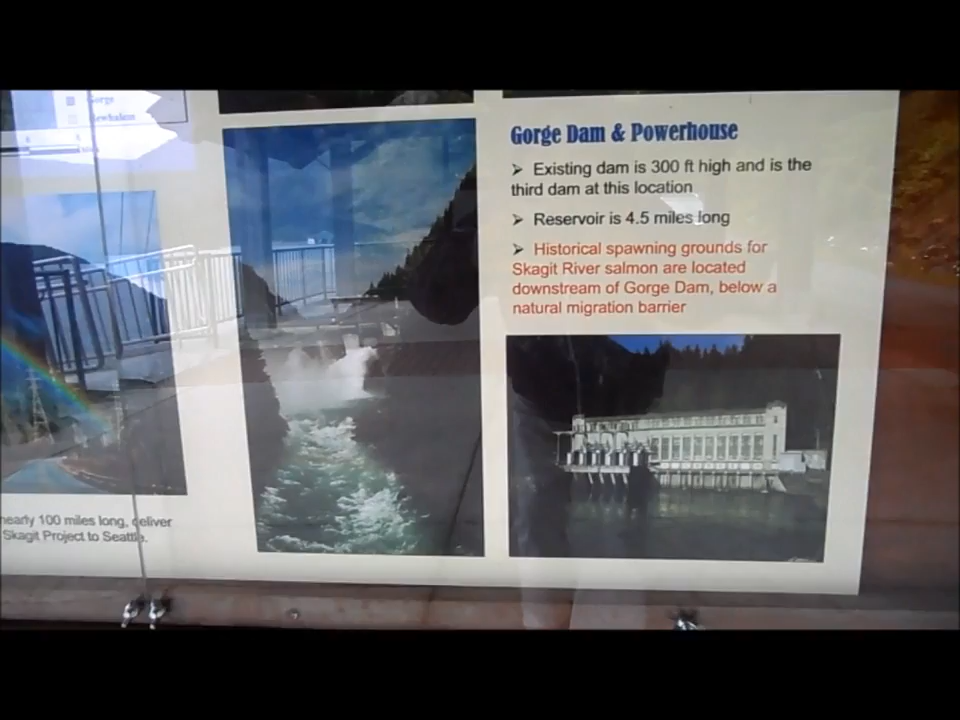 Gorge
Newhalem
nearly 100 miles long, deliver
Skagit Project to Seattle.
Gorge Dam & Powerhouse
➢ Existing dam is 300 ft high and is the
third dam at this location
➢ Reservoir is 4.5 miles long
➢ Historical spawning grounds for
Skagit River salmon are located
downstream of Gorge Dam, below a
natural migration barrier